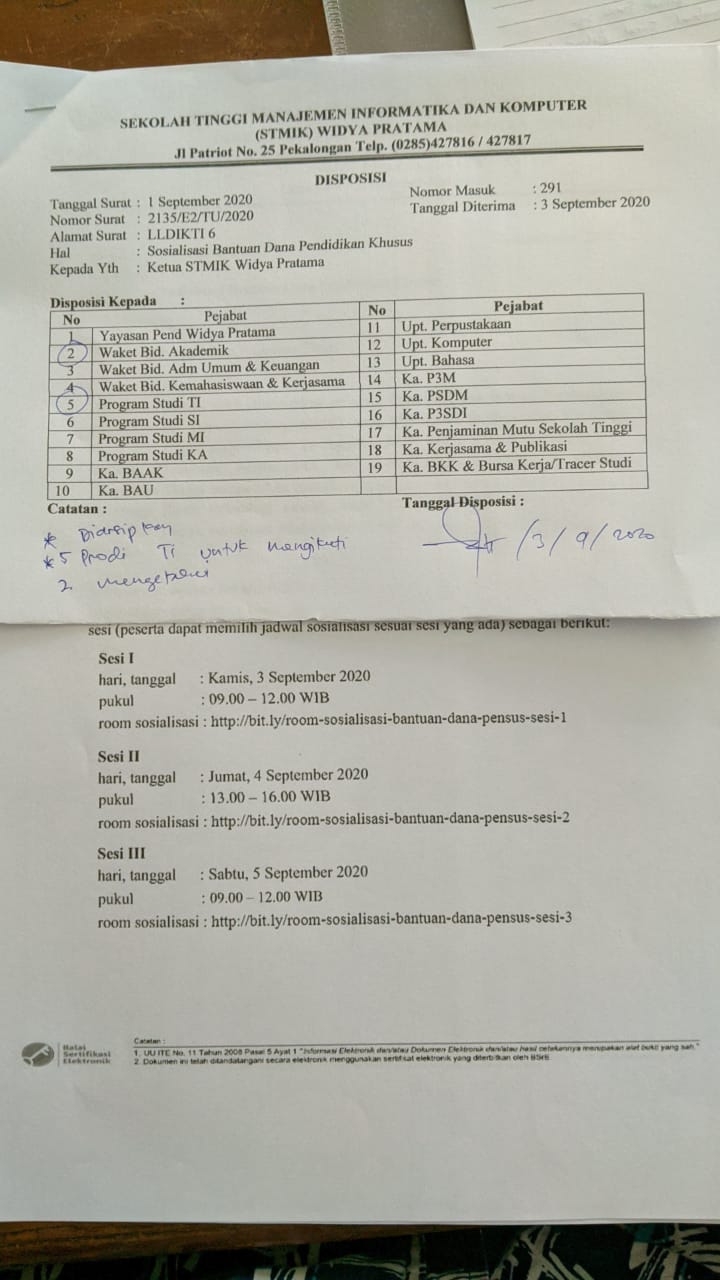 SEKOLAH TINGGI MANAJEMEN INFORMATIKA DAN KOMPUTER
(STMIK) WIDYA PRATAMA
Jl Patriot No. 25 Pekalongan Telp. (0285)427816 / 427817
DISPOSISI
Tanggal Surat : 1 September 2020
Nomor Surat : 2135/E2/TU/2020
Alamat Surat : LLDIKTI 6
Hal : Sosialisasi Bantuan Dana Pendidikan Khusus
Kepada Yth : Ketua STMIK Widya Pratama
Nomor Masuk : 291
Tanggal Diterima : 3 September 2020
Disposisi Kepada :
No Pejabat
1 Yayasan Pend Widya Pratama
2 Waket Bid. Akademik
3 Waket Bid. Adm Umum & Keuangan
4 Waket Bid. Kemahasiswaan & Kerjasama
5 Program Studi TI
6 Program Studi SI
7 Program Studi MI
8 Program Studi KA
9 Ka. BAAK
10 Ka. BAU
No Pejabat
11 Upt. Perpustakaan
12 Upt. Komputer
13 Upt. Bahasa
14 Ka. P3M
15 Ka. PSDM
16 Ka. P3SDI
17 Ka. Penjaminan Mutu Sekolah Tinggi
18 Ka. Kerjasama & Publikasi
19 Ka. BKK & Bursa Kerja/Tracer Studi
Catatan :
* Diarsipkan
* 5 Prodi TI untuk mengikuti
2. mengetahui
Tanggal Disposisi :
/3/9/2020
sesi (peserta dapat memilih jadwal sosialisasi sesuai sesi yang ada) sebagai berikut:
Sesi I
hari, tanggal : Kamis, 3 September 2020
pukul : 09.00 – 12.00 WIB
room sosialisasi : http://bit.ly/room-sosialisasi-bantuan-dana-pensus-sesi-1
Sesi II
hari, tanggal : Jumat, 4 September 2020
pukul : 13.00 – 16.00 WIB
room sosialisasi : http://bit.ly/room-sosialisasi-bantuan-dana-pensus-sesi-2
Sesi III
hari, tanggal : Sabtu, 5 September 2020
pukul : 09.00 – 12.00 WIB
room sosialisasi : http://bit.ly/room-sosialisasi-bantuan-dana-pensus-sesi-3
Balai
Sertifikasi
Elektronik
Catatan :
1. UU ITE No. 11 Tahun 2008 Pasal 5 Ayat 1 "Informasi Elektronik dan/atau Dokumen Elektronik dan/atau hasil cetakannya merupakan alat bukti yang sah."
2. Dokumen ini telah ditandatangani secara elektronik menggunakan sertifikat elektronik yang diterbitkan oleh BSrE